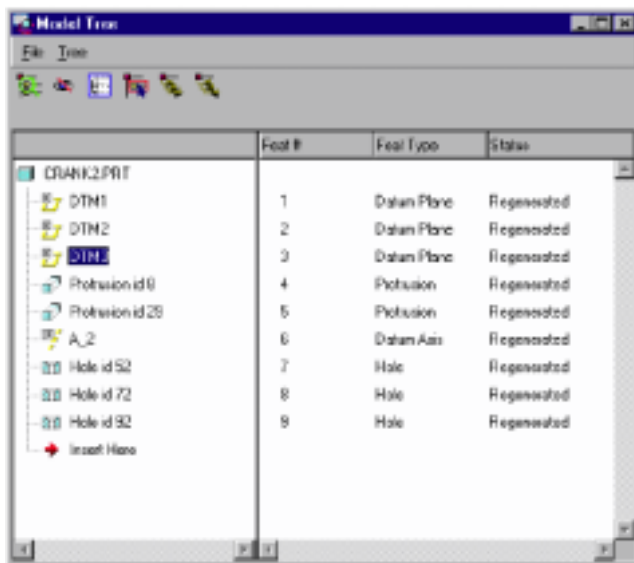 Model Tree
File Tree
Feat # Feat Type Status
CRANK2.PRT
DTM1 1 Datum Plane Regenerated
DTM2 2 Datum Plane Regenerated
DTM3 3 Datum Plane Regenerated
Protrusion id 8 4 Protrusion Regenerated
Protrusion id 29 5 Protrusion Regenerated
A_2 6 Datum Axis Regenerated
Hole id 52 7 Hole Regenerated
Hole id 72 8 Hole Regenerated
Hole id 92 9 Hole Regenerated
Insert Here